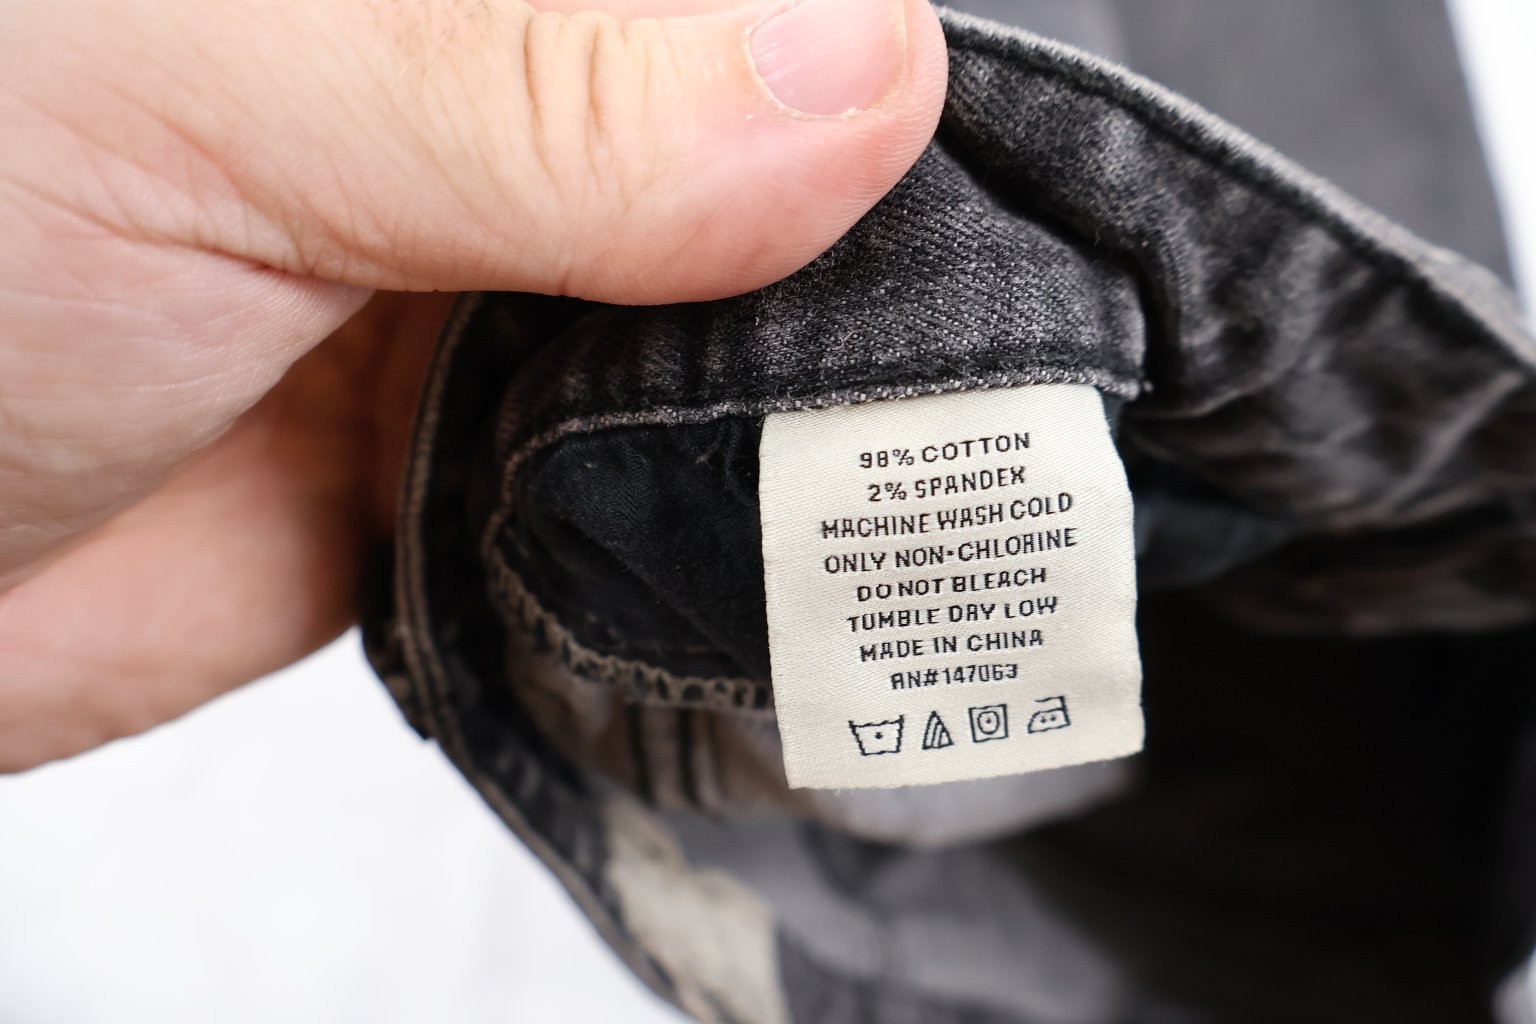 98% COTTON
2% SPANDEX
MACHINE WASH COLD
ONLY NON-CHLORINE
DO NOT BLEACH
TUMBLE DRY LOW
MADE IN CHINA
RN#147063